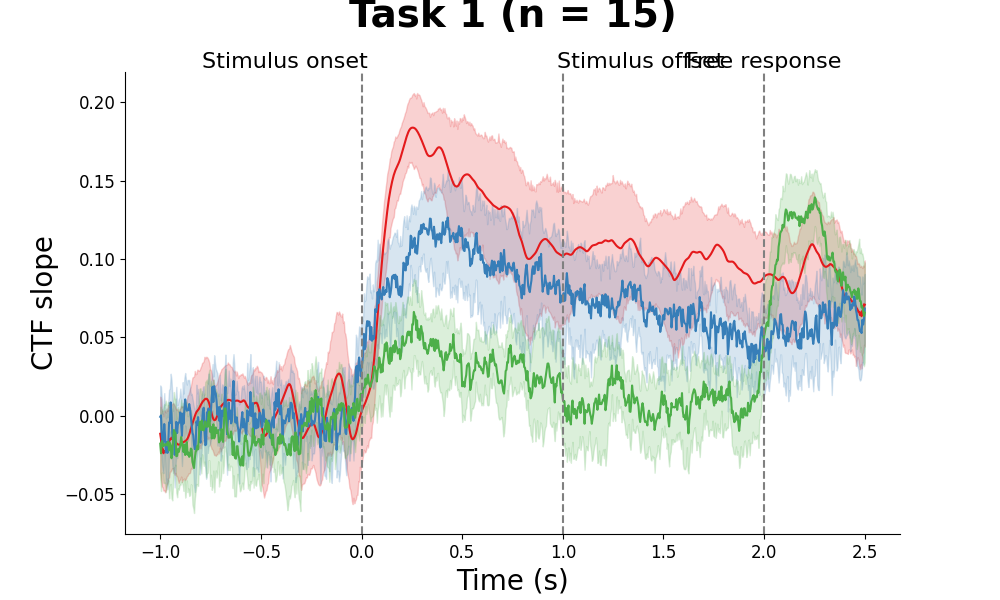 Task 1 (n = 15)
Stimulus onset
Stimulus offset
Free response
CTF slope
0.20
0.15
0.10
0.05
0.00
−0.05
−1.0
−0.5
0.0
0.5
1.0
1.5
2.0
2.5
Time (s)